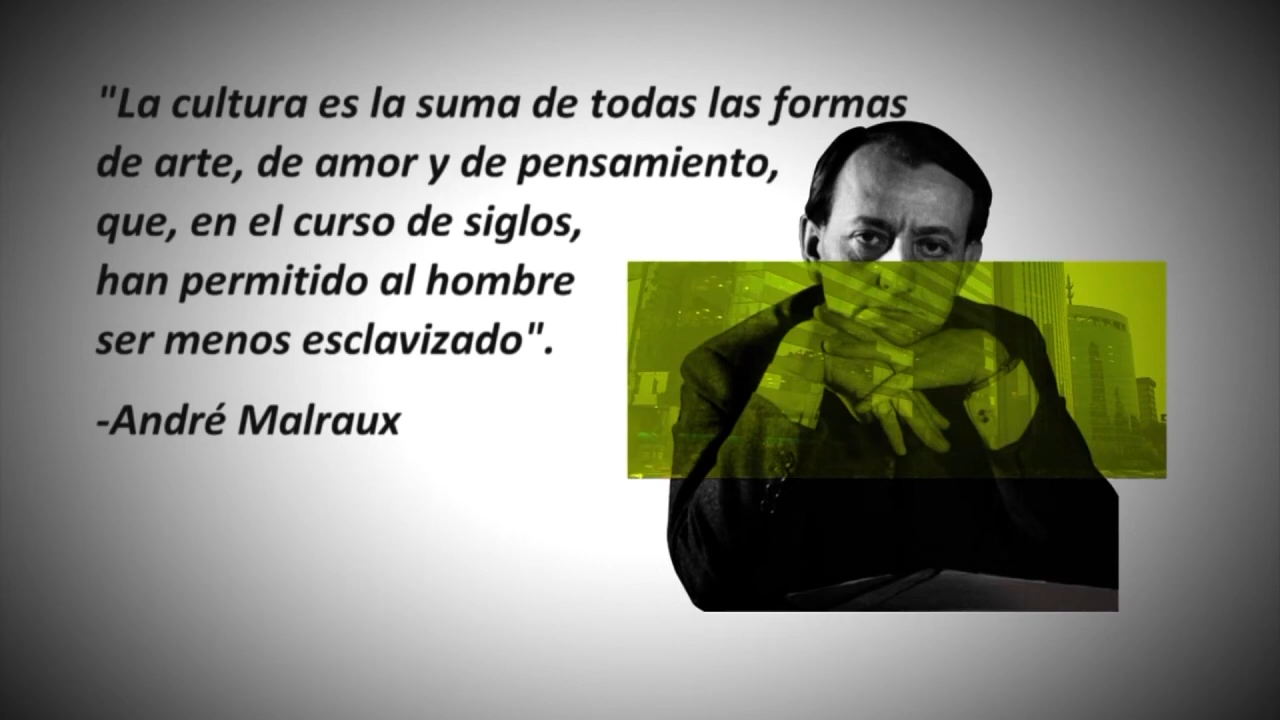 "La cultura es la suma de todas las formas
de arte, de amor y de pensamiento,
que, en el curso de siglos,
han permitido al hombre
ser menos esclavizado".
-André Malraux